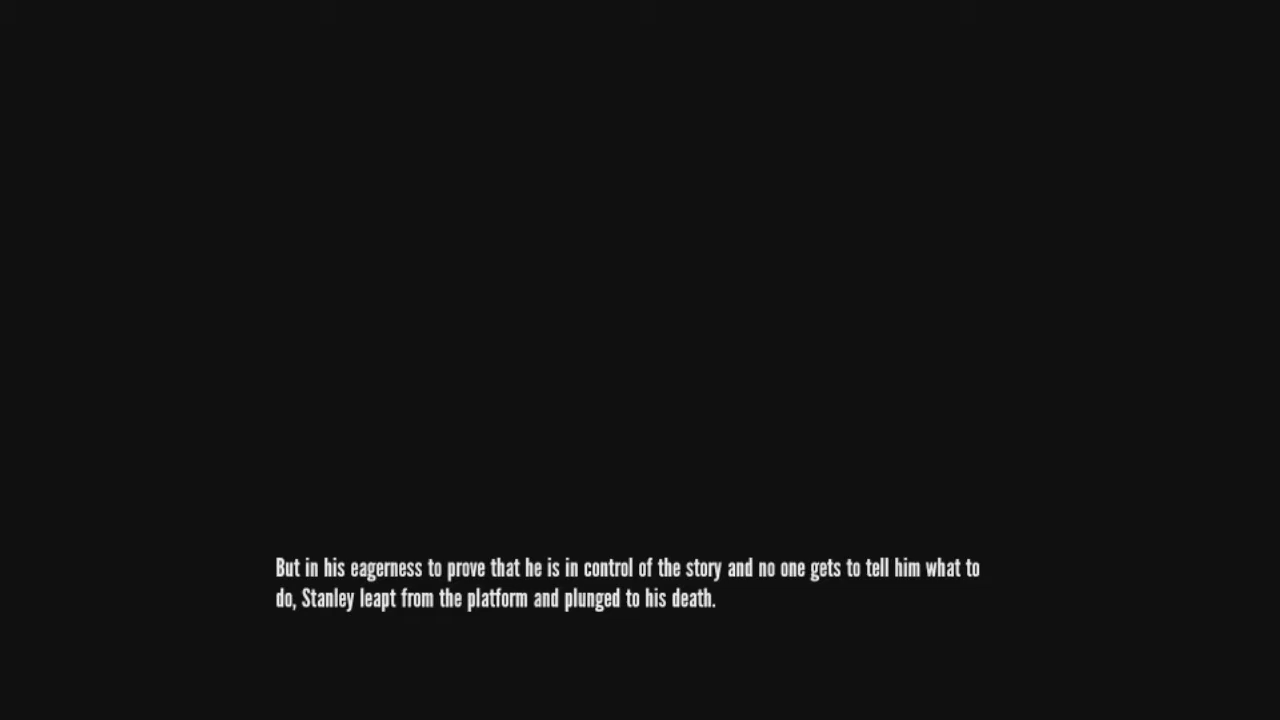 But in his eagerness to prove that he is in control of the story and no one gets to tell him what to
do, Stanley leapt from the platform and plunged to his death.